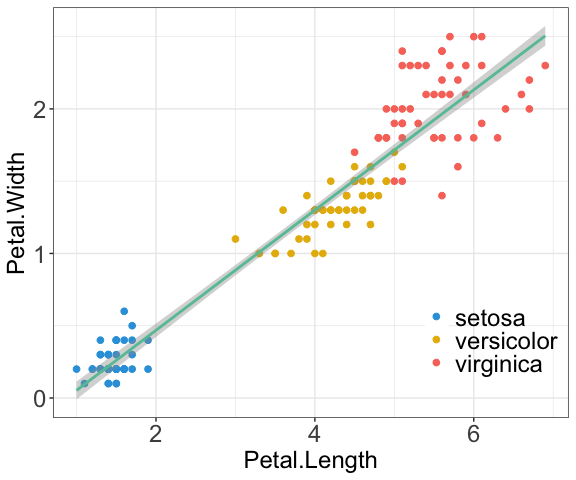 Petal.Width
2
1
0
setosa
versicolor
virginica
2 4 6
Petal.Length